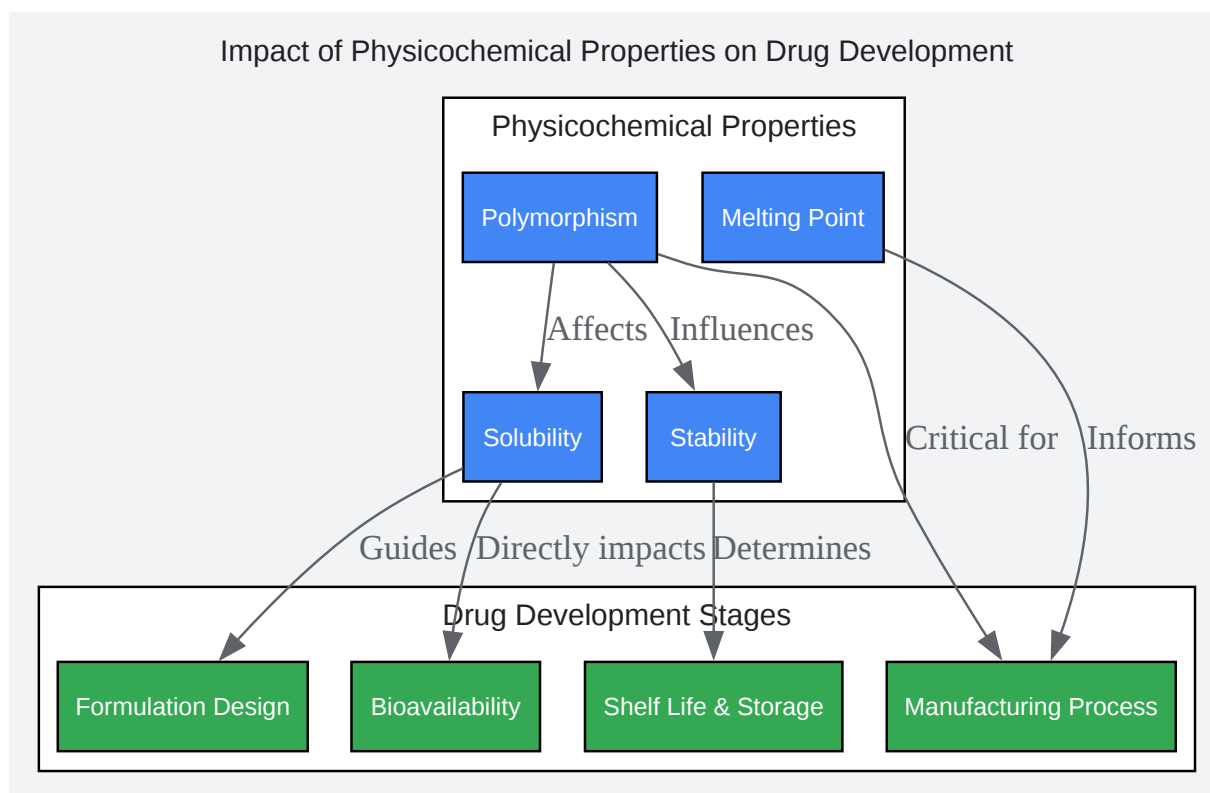 Impact of Physicochemical Properties on Drug Development
Physicochemical Properties
Polymorphism
Melting Point
Affects
Influences
Solubility
Stability
Critical for
Informs
Guides
Directly impacts
Determines
Drug Development Stages
Formulation Design
Bioavailability
Shelf Life & Storage
Manufacturing Process